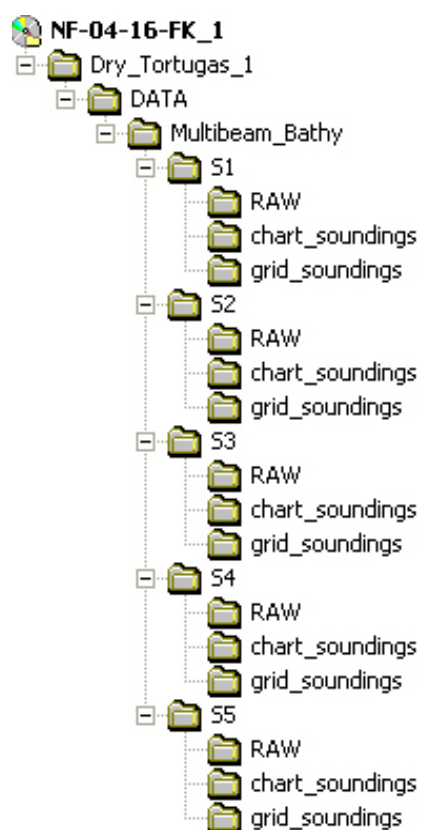 NF-04-16-FK_1
Dry_Tortugas_1
DATA
Multibeam_Bathy
S1
RAW
chart_soundings
grid_soundings
S2
RAW
chart_soundings
grid_soundings
S3
RAW
chart_soundings
grid_soundings
S4
RAW
chart_soundings
grid_soundings
S5
RAW
chart_soundings
grid_soundings